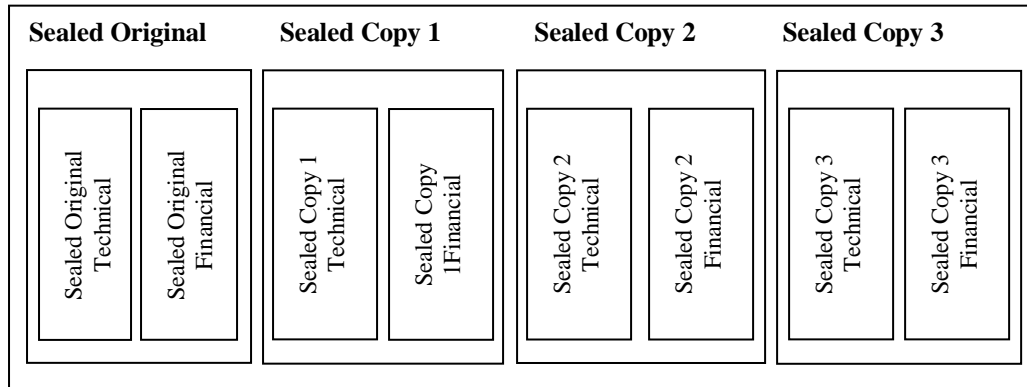 Sealed Original
Sealed Copy 1
Sealed Copy 2
Sealed Copy 3
Sealed Original
Technical
Sealed Original
Financial
Sealed Copy 1
Technical
Sealed Copy
1Financial
Sealed Copy 2
Technical
Sealed Copy 2
Financial
Sealed Copy 3
Technical
Sealed Copy 3
Financial